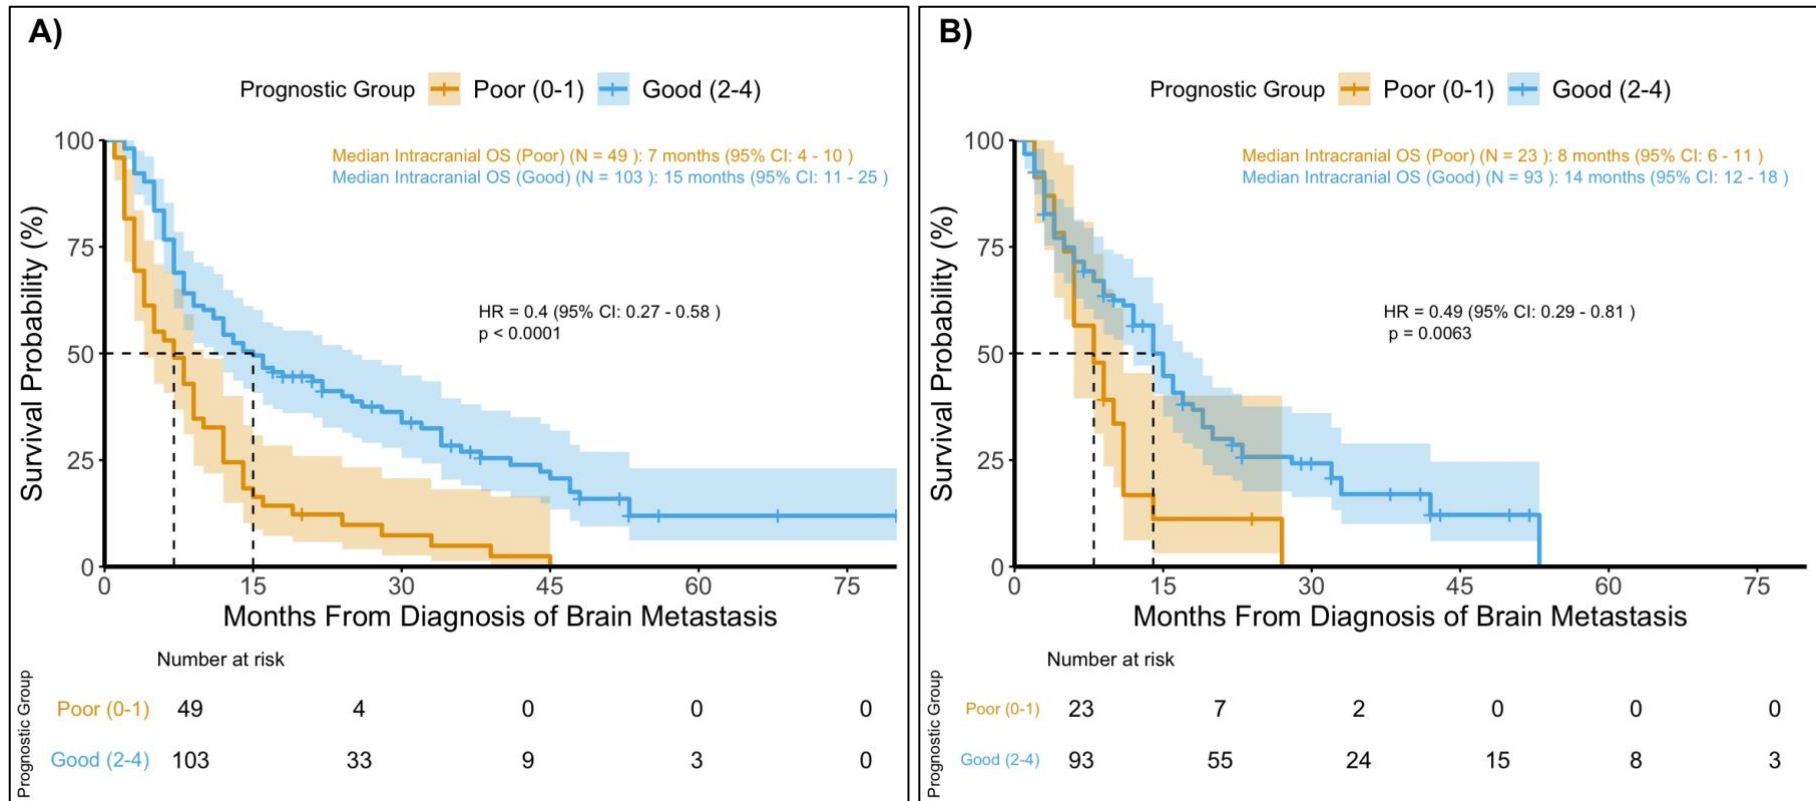 A)
Prognostic Group Poor (0-1) Good (2-4)
Median Intracranial OS (Poor) (N = 49 ): 7 months (95% CI: 4 - 10 )
Median Intracranial OS (Good) (N = 103 ): 15 months (95% CI: 11 - 25 )
HR = 0.4 (95% CI: 0.27 - 0.58 )
p < 0.0001
Survival Probability (%)
100
75
50
25
0
0 15 30 45 60 75
Months From Diagnosis of Brain Metastasis
Number at risk
Prognostic Group
Poor (0-1) 49 4 0 0 0
Good (2-4) 103 33 9 3 0
B)
Prognostic Group Poor (0-1) Good (2-4)
Median Intracranial OS (Poor) (N = 23 ): 8 months (95% CI: 6 - 11 )
Median Intracranial OS (Good) (N = 93 ): 14 months (95% CI: 12 - 18 )
HR = 0.49 (95% CI: 0.29 - 0.81 )
p = 0.0063
Survival Probability (%)
100
75
50
25
0
0 15 30 45 60 75
Months From Diagnosis of Brain Metastasis
Number at risk
Prognostic Group
Poor (0-1) 23 7 2 0 0 0
Good (2-4) 93 55 24 15 8 3